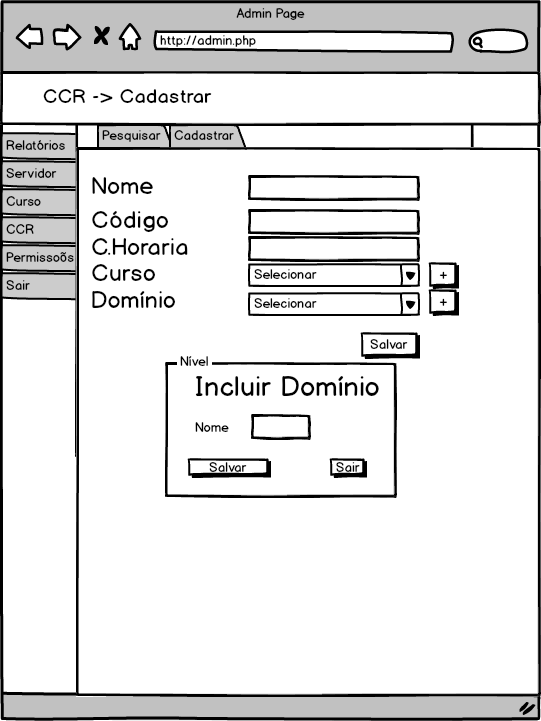 Admin Page
http://admin.php
CCR -> Cadastrar
Pesquisar Cadastrar
Relatórios
Servidor
Curso
CCR
Permissoõs
Sair
Nome
Código
C.Horaria
Curso Selecionar +
Domínio Selecionar +
Salvar
Nível
Incluir Domínio
Nome
Salvar Sair